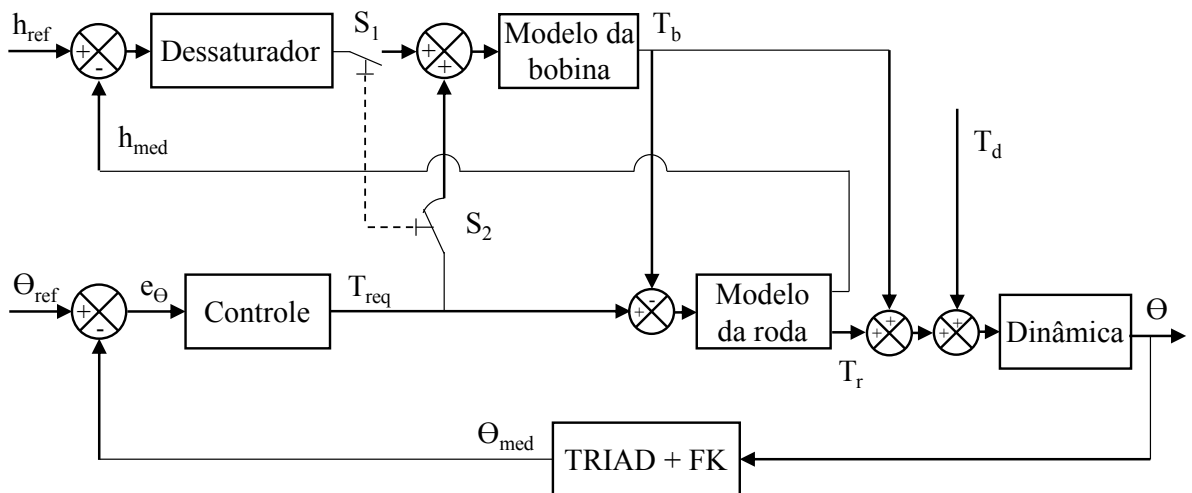 h_ref
+
-
Dessaturador
S_1
+
+
Modelo da
bobina
T_b
h_med
T_d
S_2
ϴ_ref
+
-
e_ϴ
Controle
T_req
-
Modelo
da roda
T_r
+
+
+
+
Dinâmica
ϴ
ϴ_med
TRIAD + FK